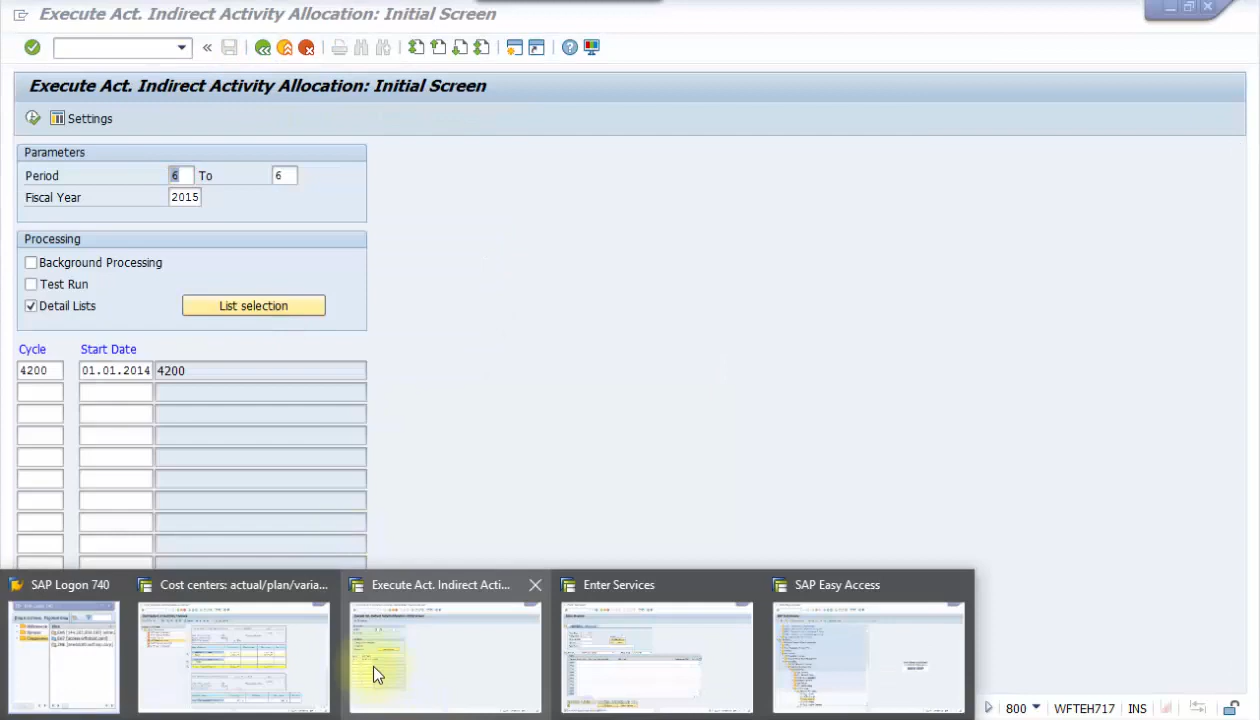 Execute Act. Indirect Activity Allocation: Initial Screen
Execute Act. Indirect Activity Allocation: Initial Screen
Settings
Parameters
Period 6 To 6
Fiscal Year 2015
Processing
Background Processing
Test Run
Detail Lists List selection
Cycle Start Date
4200 01.01.2014 4200
SAP Logon 740 Cost centers: actual/plan/varia... Execute Act. Indirect Acti... Enter Services SAP Easy Access
800 WFTEH717 INS